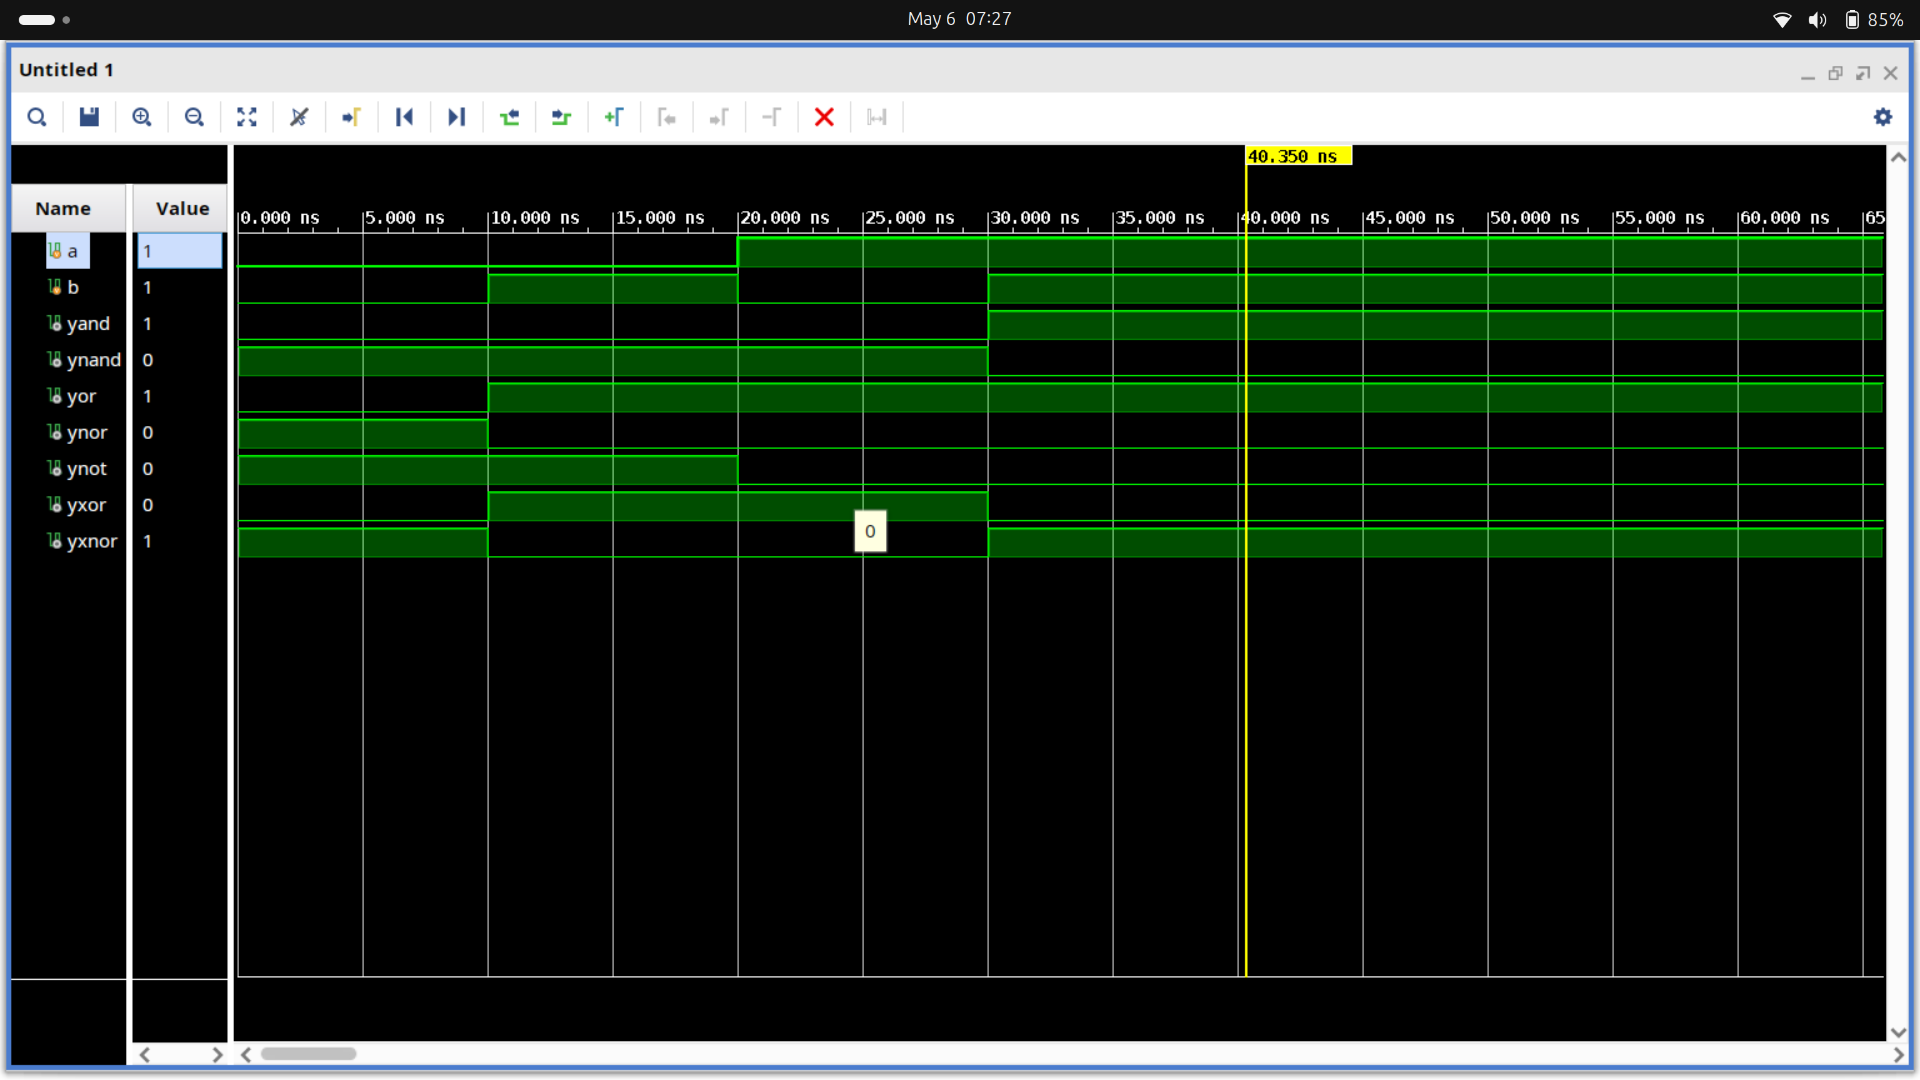 May 6 07:27
85%
Untitled 1
40.350 ns
Name Value
0.000 ns 5.000 ns 10.000 ns 15.000 ns 20.000 ns 25.000 ns 30.000 ns 35.000 ns 40.000 ns 45.000 ns 50.000 ns 55.000 ns 60.000 ns 65
a 1
b 1
yand 1
ynand 0
yor 1
ynor 0
ynot 0
yxor 0
0
yxnor 1